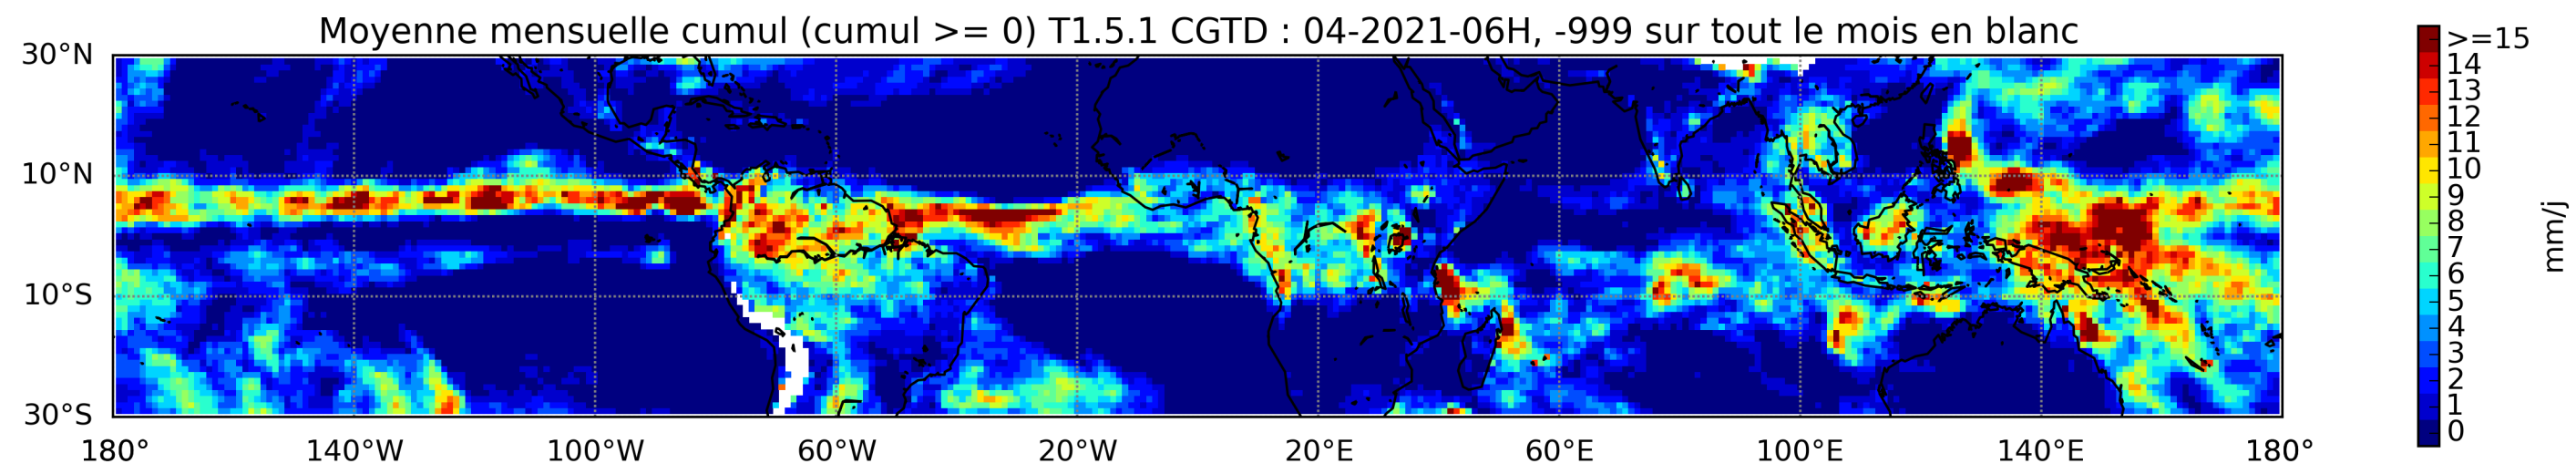 Moyenne mensuelle cumul (cumul >= 0) T1.5.1 CGTD : 04-2021-06H, -999 sur tout le mois en blanc
30°N
10°N
10°S
30°S
180°
140°W
100°W
60°W
20°W
20°E
60°E
100°E
140°E
180°
>=15
14
13
12
11
10
9
8
7
6
5
4
3
2
1
0
mm/j